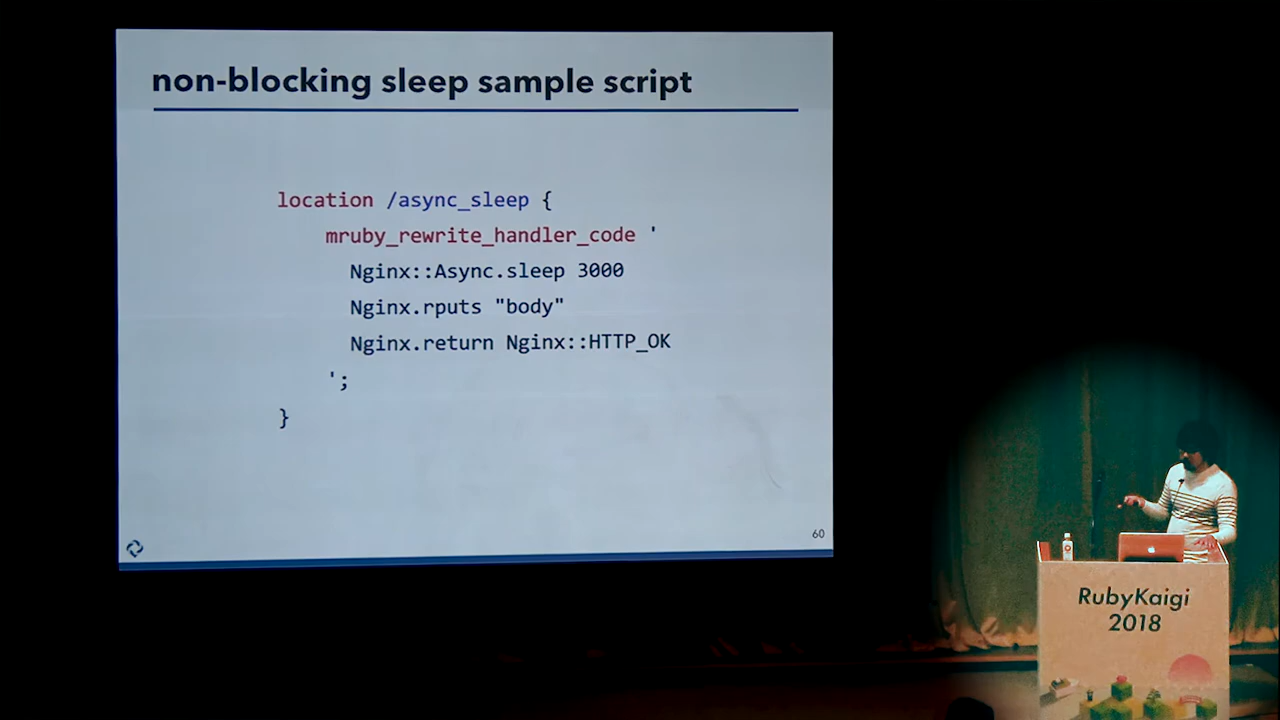 non-blocking sleep sample script
location /async_sleep {
mruby_rewrite_handler_code '
Nginx::Async.sleep 3000
Nginx.rputs "body"
Nginx.return Nginx::HTTP_OK
';
}
60
RubyKaigi
2018